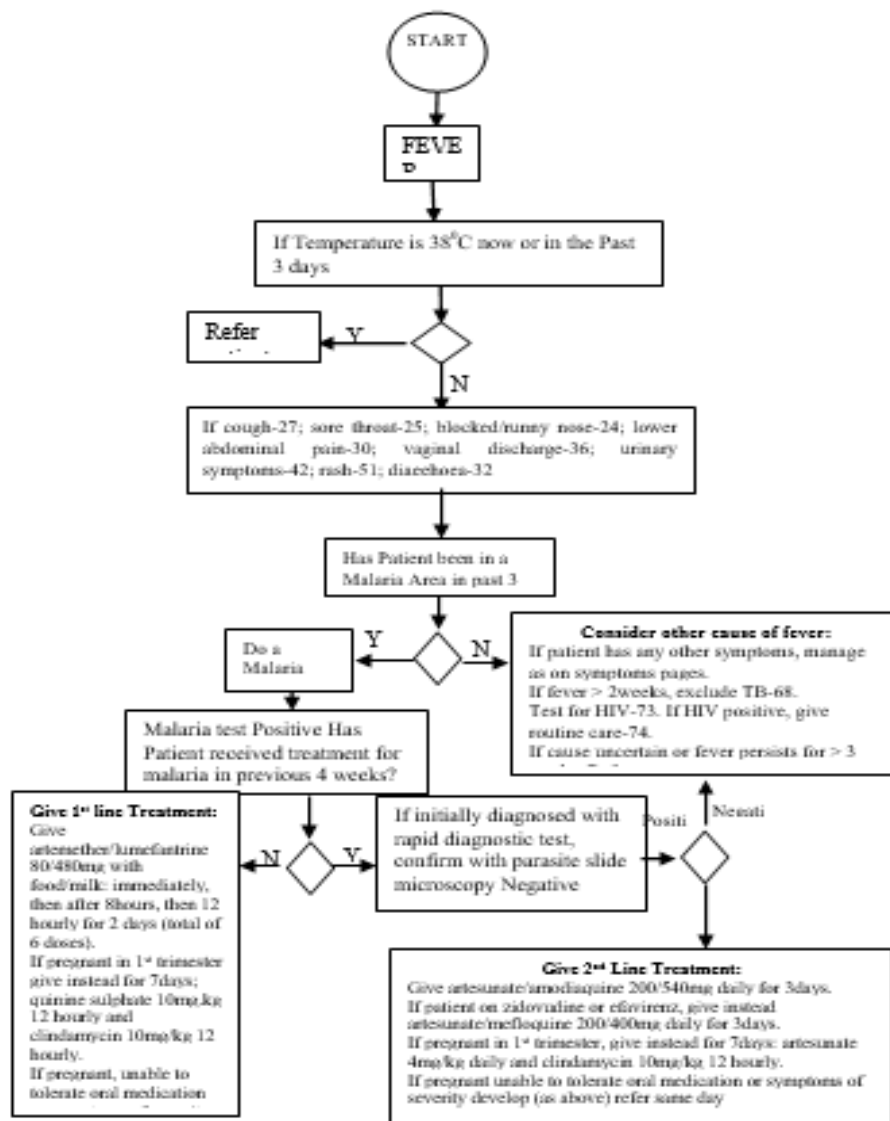 START
FEVE
If Temperature is 38⁰C now or in the Past
3 days
Refer
Y
N
If cough-27; sore throat-25; blocked/runny nose-24; lower
abdominal pain-30; vaginal discharge-36; urinary
symptoms-42; rash-51; diaeehoea-32
Has Patient been in a
Malaria Area in past 3
Y
N
Do a
Malaria
Consider other cause of fever:
If patient has any other symptoms, manage
as on symptoms pages.
If fever > 2weeks, exclude TB-68.
Test for HIV-73. If HIV positive, give
routine care-74.
If cause uncertain or fever persists for > 3
Malaria test Positive Has
Patient received treatment for
malaria in previous 4 weeks?
Give 1st line Treatment:
Give
artemether/lumefantrine
80/480mg with
food/milk: immediately,
then after 8hours, then 12
hourly for 2 days (total of
6 doses).
If pregnant in 1st trimester
give instead for 7days;
quinine sulphate 10mg.kg
12 hourly and
clindamycin 10mg/kg 12
hourly.
If pregnant, unable to
tolerate oral medication
N
Y
If initially diagnosed with
rapid diagnostic test,
confirm with parasite slide
microscopy Negative
Positi
Negati
Give 2nd Line Treatment:
Give artesunate/amodiaquine 200/540mg daily for 3days.
If patient on zidovudine or efavirenz, give instead
artesunate/mefloquine 200/400mg daily for 3days.
If pregnant in 1st trimester, give instead for 7days: artesunate
4mg/kg daily and clindamycin 10mg/kg 12 hourly.
If pregnant unable to tolerate oral medication or symptoms of
severity develop (as above) refer same day